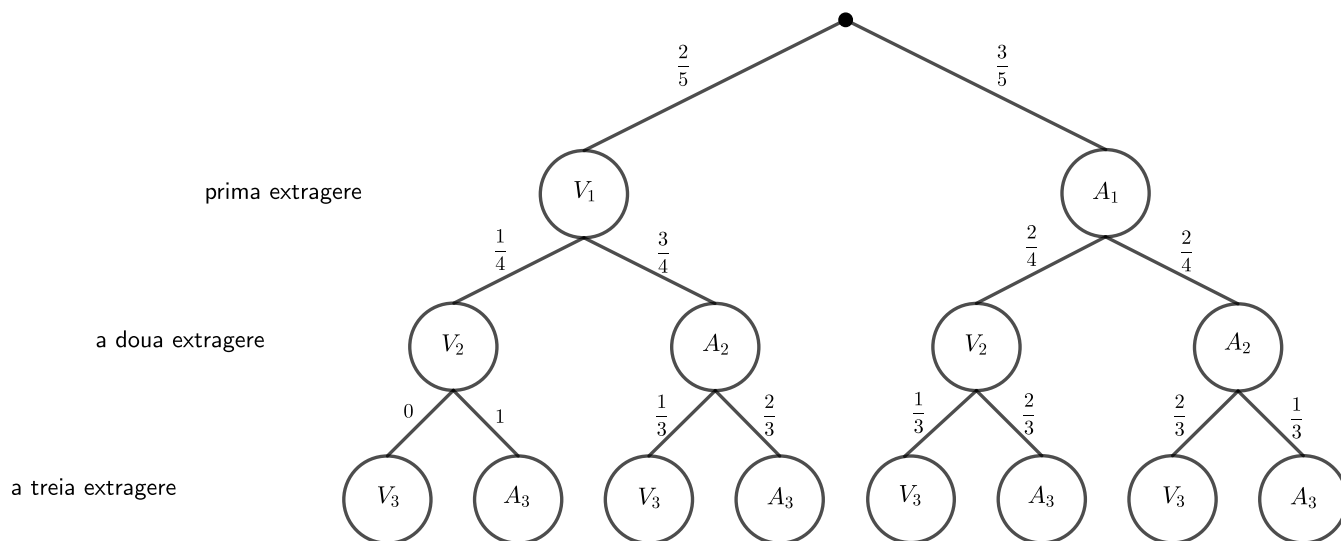 2/5 3/5
prima extragere V₁ A₁
1/4 3/4 2/4 2/4
a doua extragere V₂ A₂ V₂ A₂
0 1 1/3 2/3 1/3 2/3 2/3 1/3
a treia extragere V₃ A₃ V₃ A₃ V₃ A₃ V₃ A₃